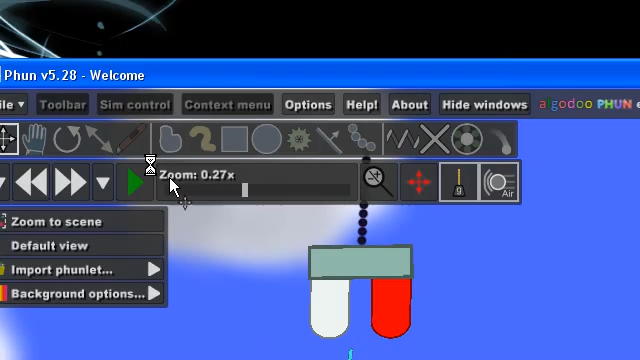 Phun v5.28 - Welcome
ile Toolbar Sim control Context menu Options Help! About Hide windows algodoo PHUN e
Zoom: 0.27x
g
Air
Zoom to scene
Default view
Import phunlet...
Background options...